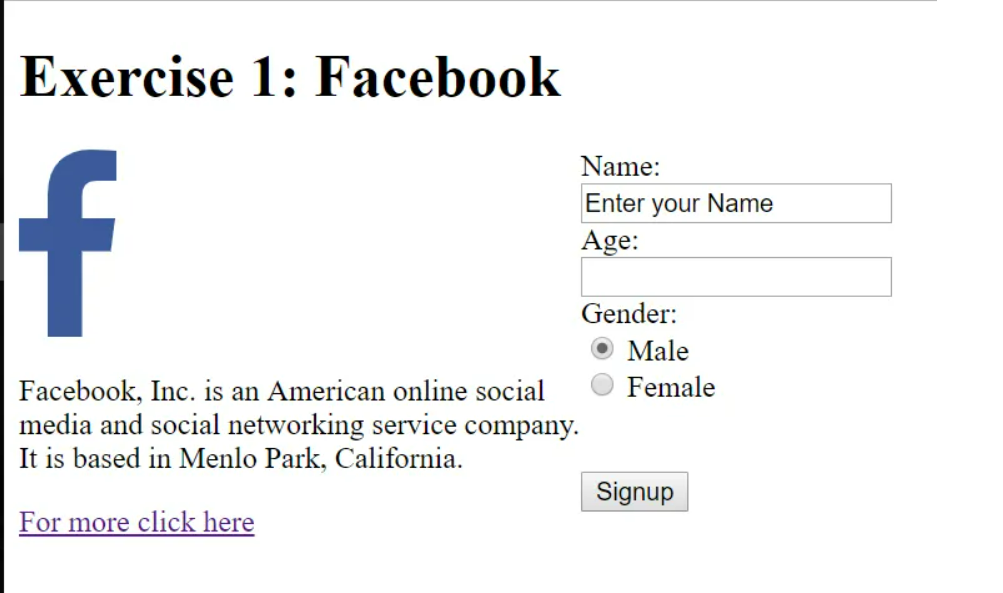 Exercise 1: Facebook
f
Facebook, Inc. is an American online social
media and social networking service company.
It is based in Menlo Park, California.
For more click here
Name:
Enter your Name
Age:
Gender:
Male
Female
Signup